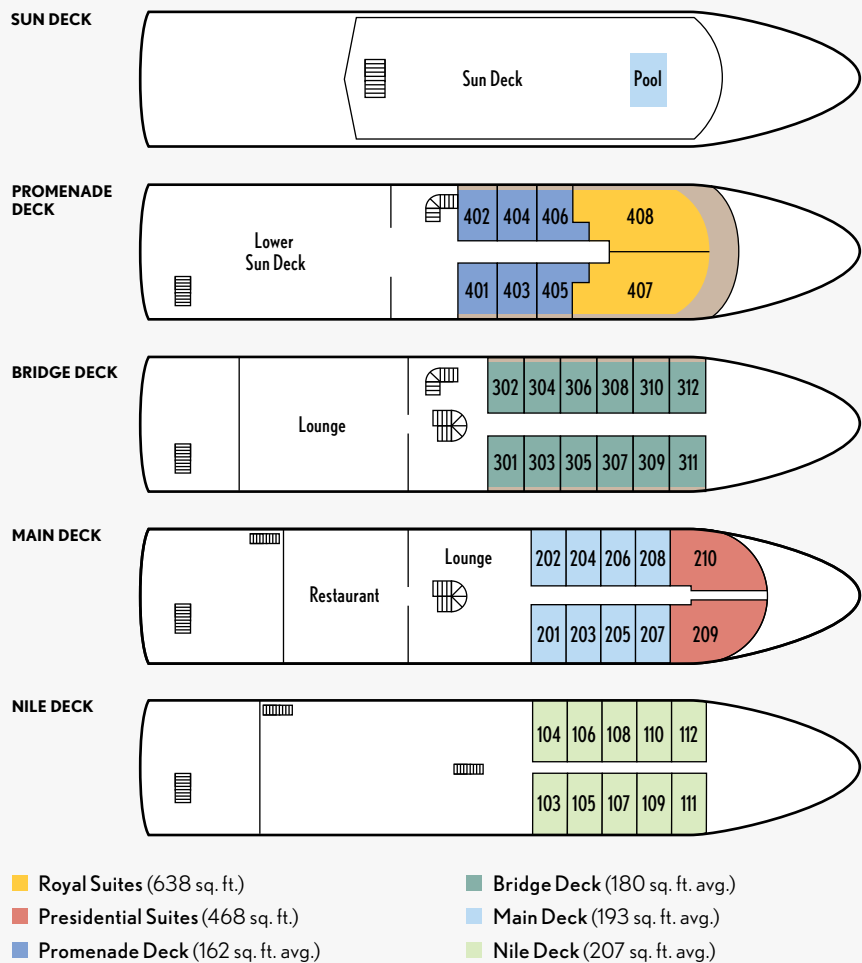 SUN DECK
Sun Deck
Pool
PROMENADE
DECK
Lower
Sun Deck
402 404 406 408
401 403 405 407
BRIDGE DECK
Lounge
302 304 306 308 310 312
301 303 305 307 309 311
MAIN DECK
Restaurant
Lounge
202 204 206 208 210
201 203 205 207 209
NILE DECK
104 106 108 110 112
103 105 107 109 111
Royal Suites (638 sq. ft.)
Presidential Suites (468 sq. ft.)
Promenade Deck (162 sq. ft. avg.)
Bridge Deck (180 sq. ft. avg.)
Main Deck (193 sq. ft. avg.)
Nile Deck (207 sq. ft. avg.)